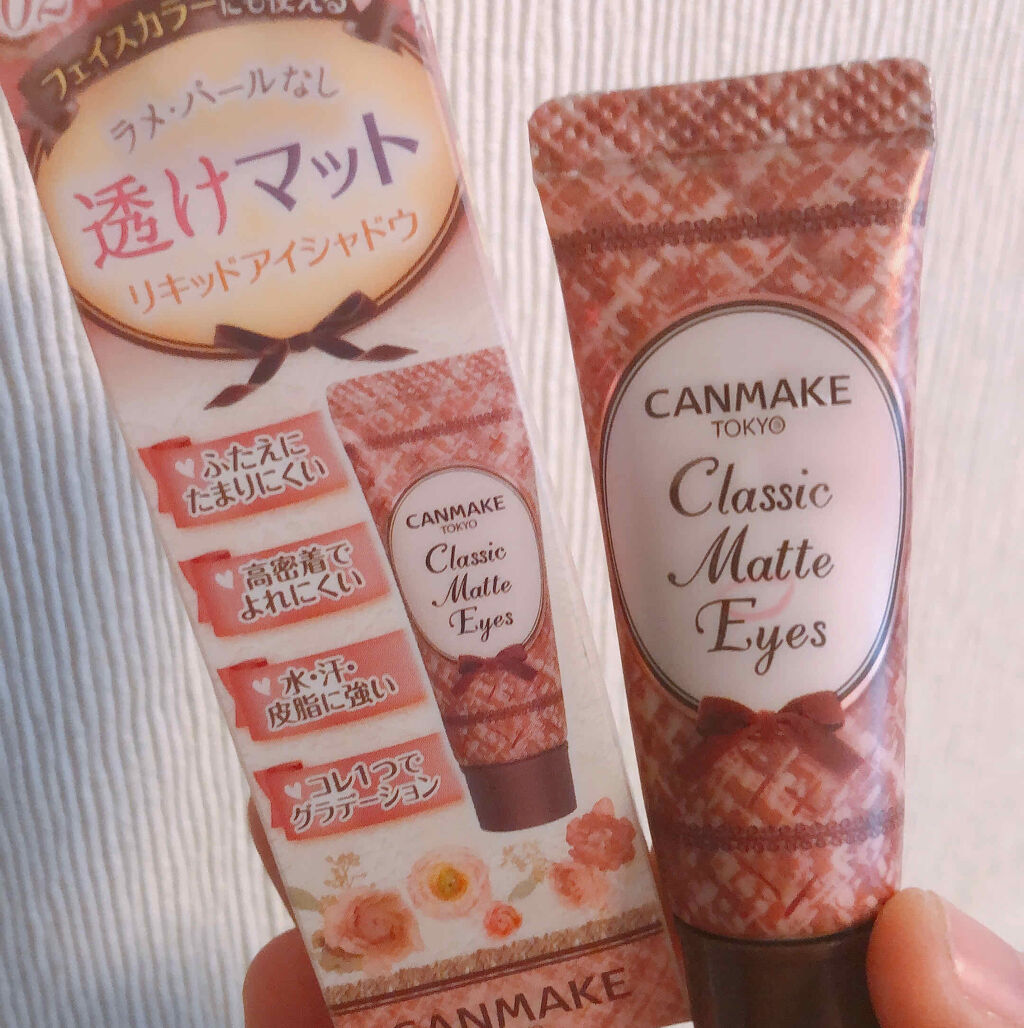 02
フェイスカラーにも使える
ラメ・パールなし
透けマット
リキッドアイシャドウ
ふたえに
たまりにくい
高密着で
よれにくい
水・汗・
皮脂に強い
コレ1つで
グラデーション
CANMAKE
TOKYO
Classic
Matte
Eyes
CANMAKE
CANMAKE
TOKYO
Classic
Matte
Eyes